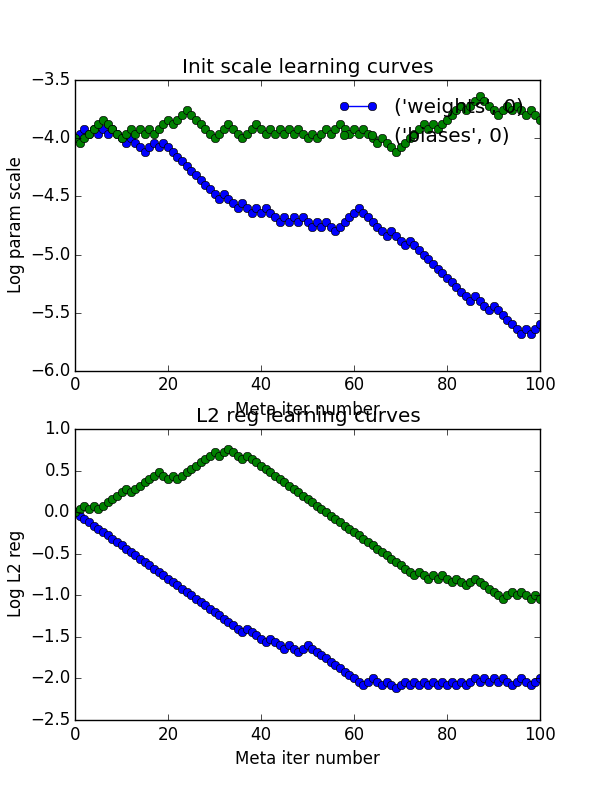 Init scale learning curves
−3.5
−4.0
−4.5
−5.0
−5.5
−6.0
Log param scale
('weights', 0)
('biases', 0)
0 20 40 60 80 100
Meta iter number
L2 reg learning curves
1.0
0.5
0.0
−0.5
−1.0
−1.5
−2.0
−2.5
Log L2 reg
0 20 40 60 80 100
Meta iter number